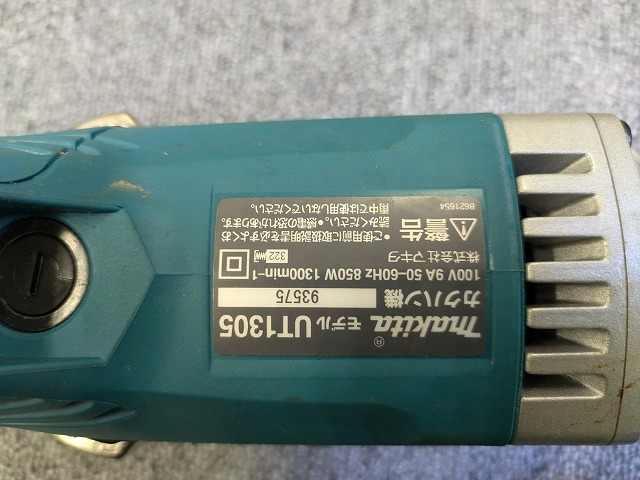 makita® モデル UT1305
カクハン機 93575
100V 9A 50-60Hz 850W 1300min-1
株式会社マキタ 322
警告
•ご使用前に取扱説明書を必ずよくお
読みください。•感電の恐れがあります。
雨中では使用しないでください。
8621654